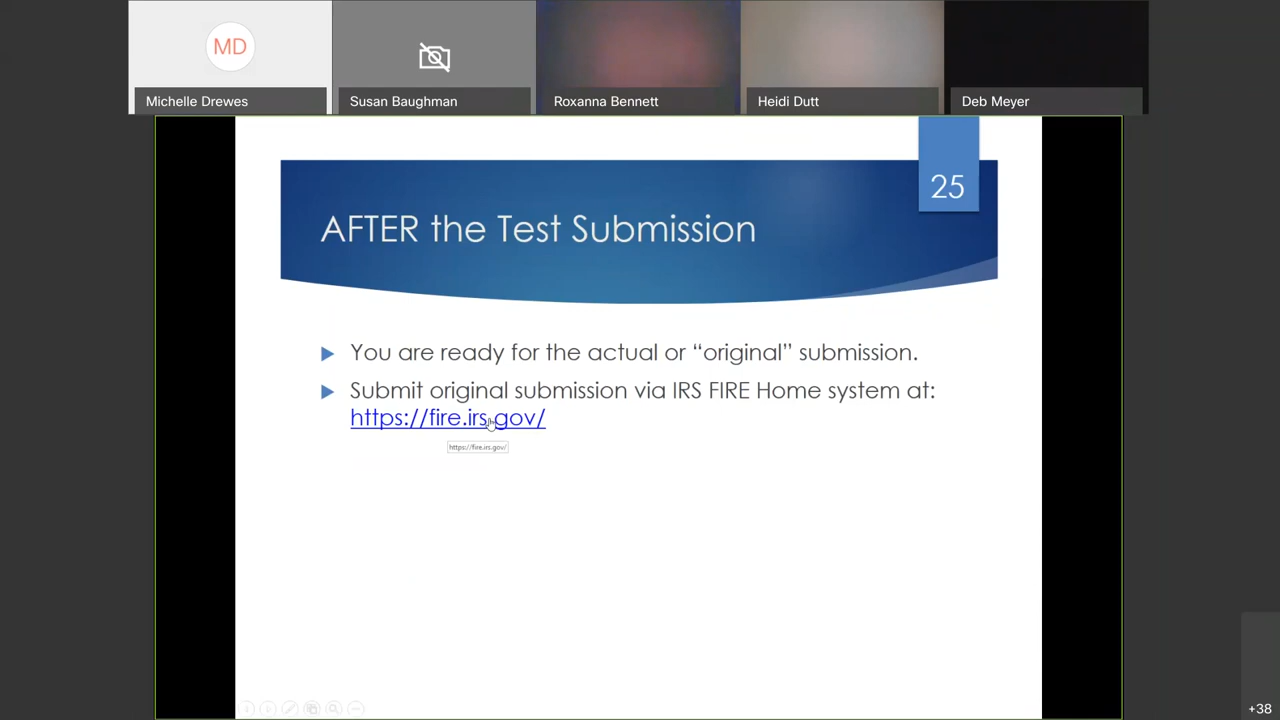 MD
Michelle Drewes
Susan Baughman
Roxanna Bennett
Heidi Dutt
Deb Meyer
25
AFTER the Test Submission
You are ready for the actual or “original” submission.
Submit original submission via IRS FIRE Home system at:
https://fire.irs.gov/
https://fire.irs.gov/
+38